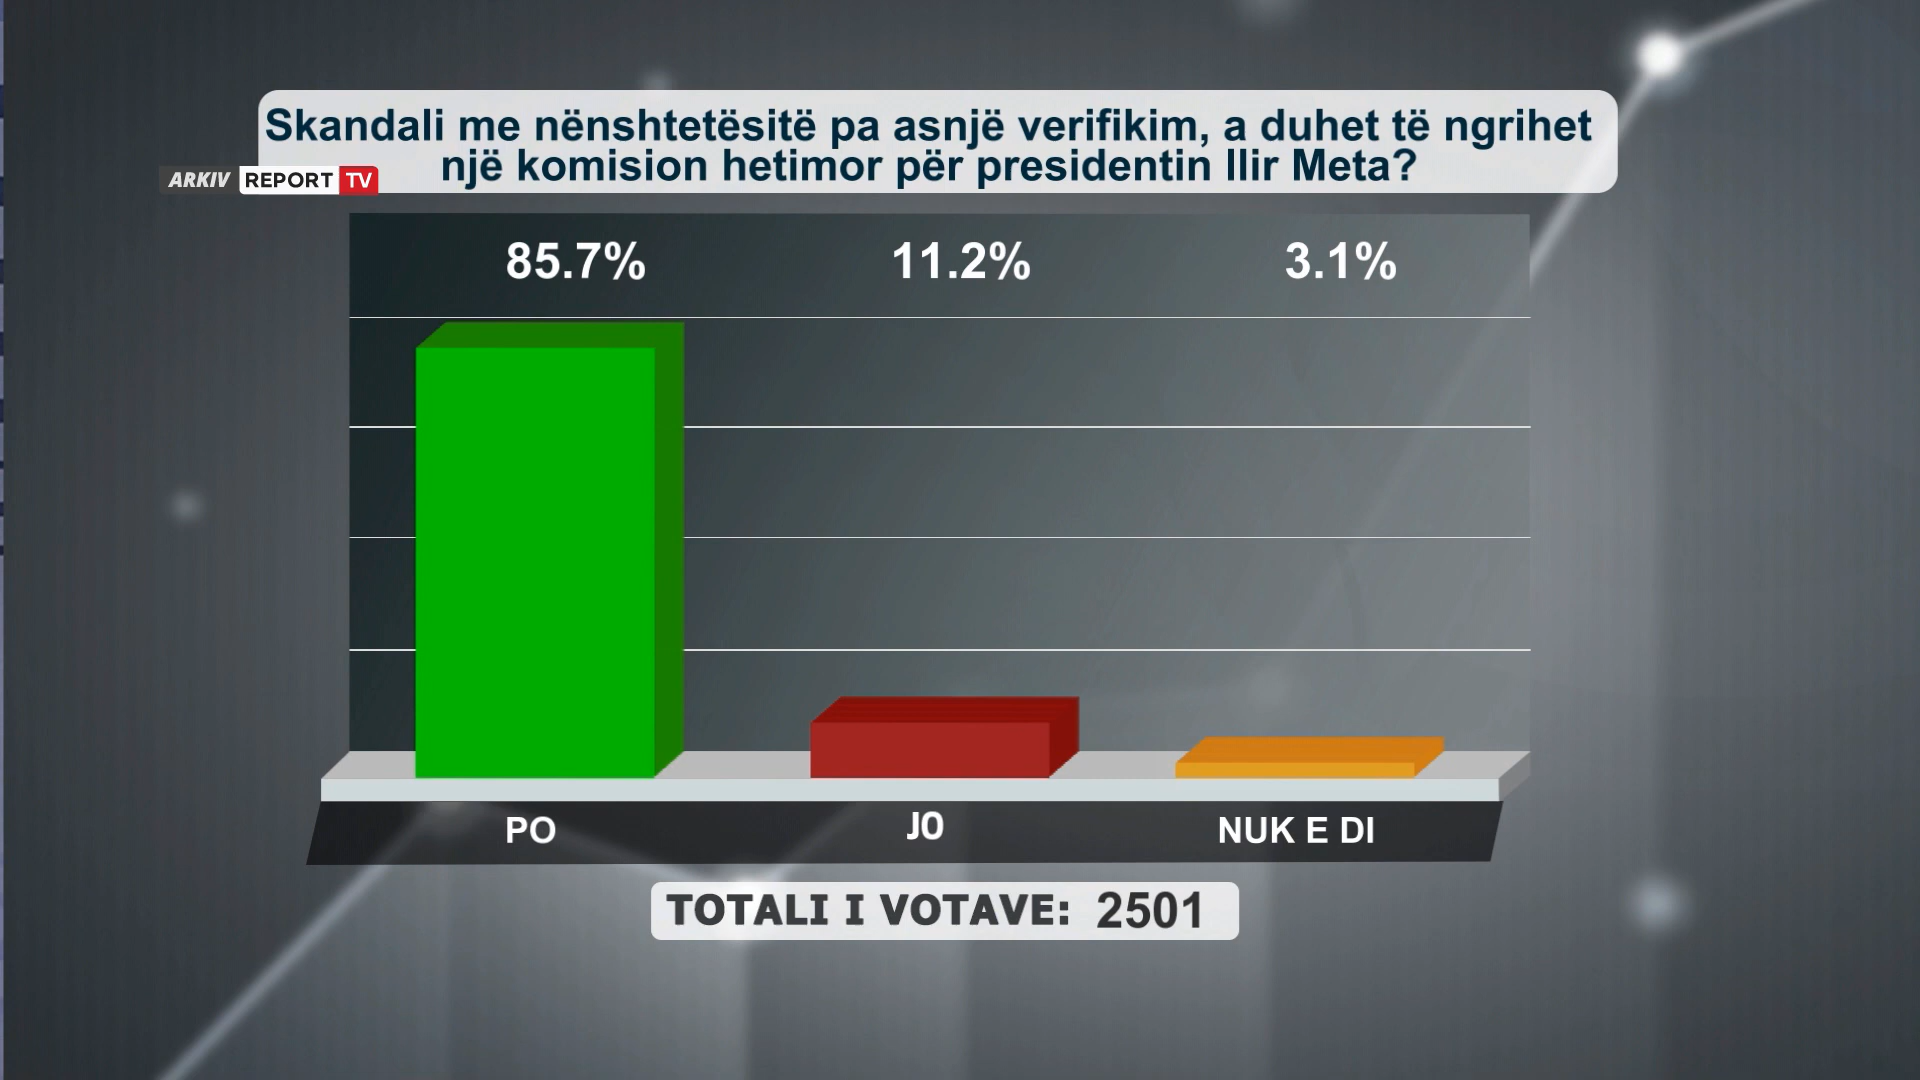 Skandali me nënshtetësitë pa asnjë verifikim, a duhet të ngrihet
një komision hetimor për presidentin Ilir Meta?
ARKIV REPORT TV
85.7% 11.2% 3.1%
PO JO NUK E DI
TOTALI I VOTAVE: 2501